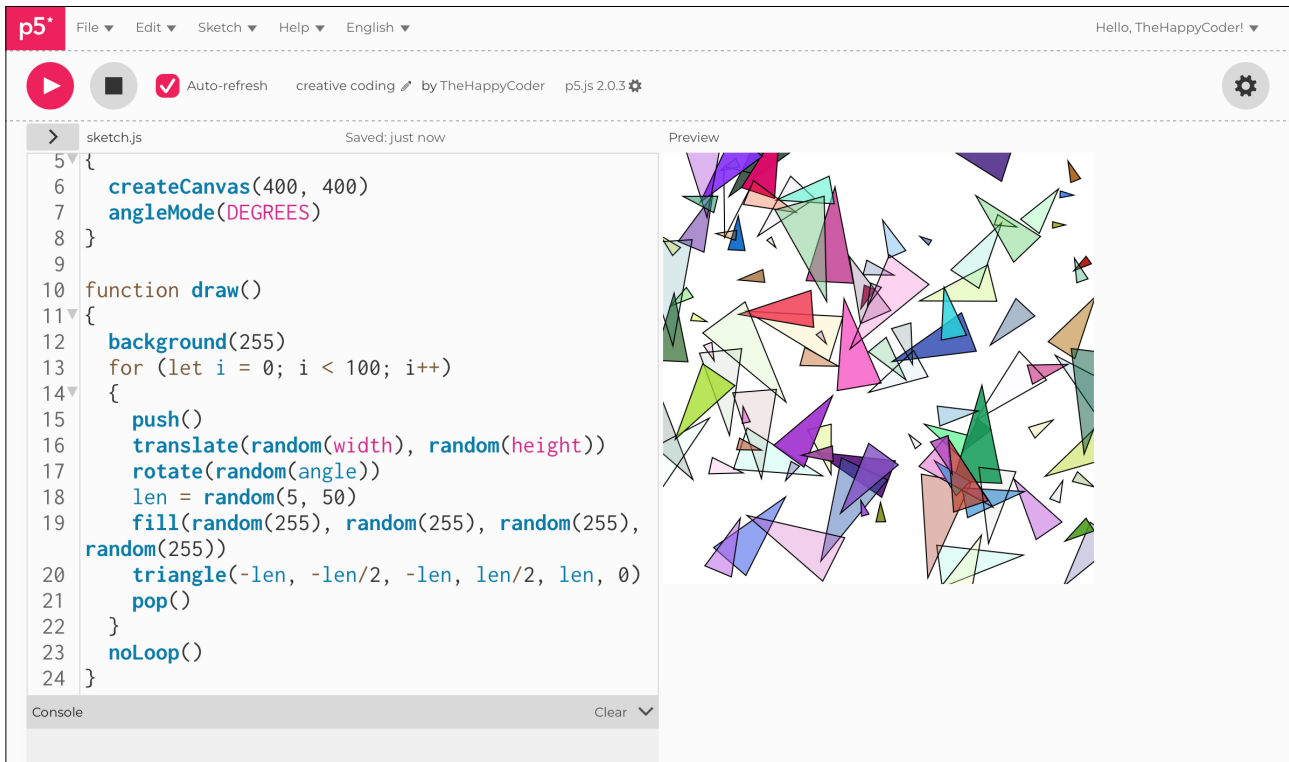 p5* File Edit Sketch Help English Hello, TheHappyCoder!
Auto-refresh creative coding by TheHappyCoder p5.js 2.0.3
sketch.js Saved: just now Preview
5 {
6 createCanvas(400, 400)
7 angleMode(DEGREES)
8 }
9
10 function draw()
11 {
12 background(255)
13 for (let i = 0; i < 100; i++)
14 {
15 push()
16 translate(random(width), random(height))
17 rotate(random(angle))
18 len = random(5, 50)
19 fill(random(255), random(255), random(255),
random(255))
20 triangle(-len, -len/2, -len, len/2, len, 0)
21 pop()
22 }
23 noLoop()
24 }
Console Clear